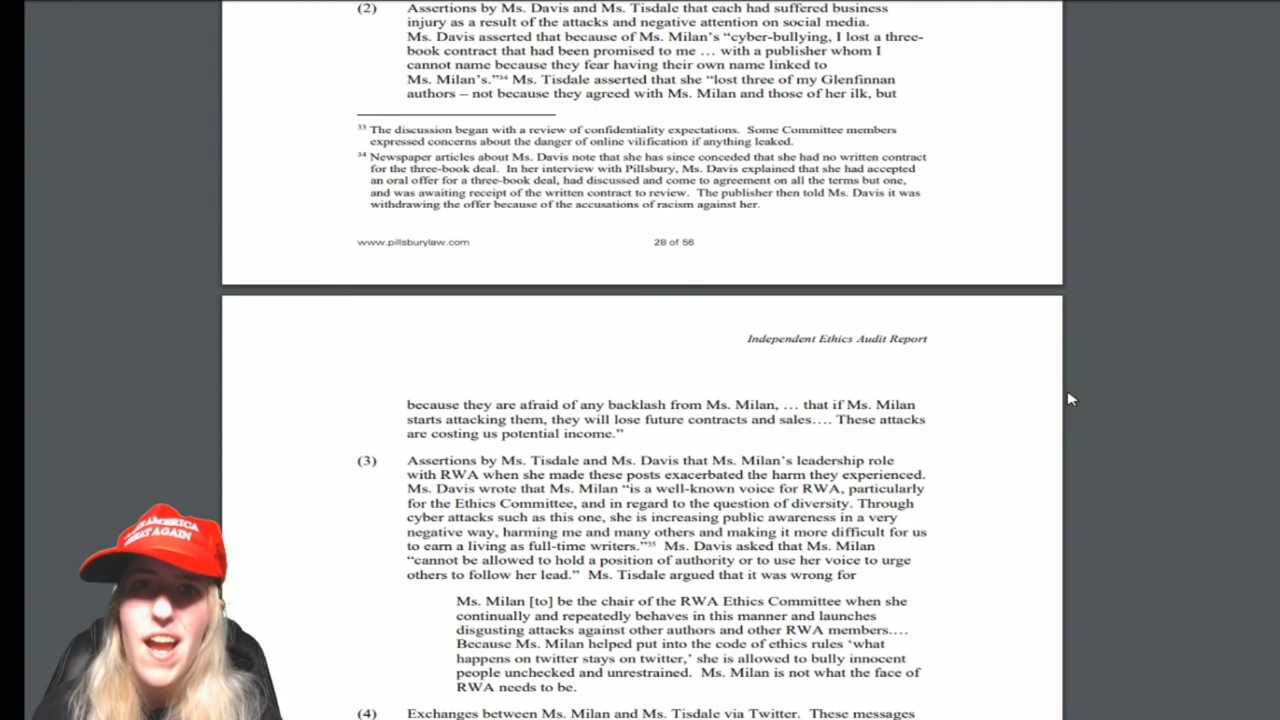 (2) Assertions by Ms. Davis and Ms. Tisdale that each had suffered business
injury as a result of the attacks and negative attention on social media.
Ms. Davis asserted that because of Ms. Milan’s “cyber-bullying, I lost a three-
book contract that had been promised to me … with a publisher whom I
cannot name because they fear having their own name linked to
Ms. Milan’s.”34 Ms. Tisdale asserted that she “lost three of my Glenfinnan
authors – not because they agreed with Ms. Milan and those of her ilk, but
33 The discussion began with a review of confidentiality expectations. Some Committee members
expressed concerns about the danger of online vilification if anything leaked.
34 Newspaper articles about Ms. Davis note that she has since conceded that she had no written contract
for the three-book deal. In her interview with Pillsbury, Ms. Davis explained that she had accepted
an oral offer for a three-book deal, had discussed and come to agreement on all the terms but one,
and was awaiting receipt of the written contract to review. The publisher then told Ms. Davis it was
withdrawing the offer because of the accusations of racism against her.
www.pillsburylaw.com 28 of 56
Independent Ethics Audit Report
because they are afraid of any backlash from Ms. Milan, … that if Ms. Milan
starts attacking them, they will lose future contracts and sales…. These attacks
are costing us potential income.”
(3) Assertions by Ms. Tisdale and Ms. Davis that Ms. Milan’s leadership role
with RWA when she made these posts exacerbated the harm they experienced.
Ms. Davis wrote that Ms. Milan “is a well-known voice for RWA, particularly
for the Ethics Committee, and in regard to the question of diversity. Through
cyber attacks such as this one, she is increasing public awareness in a very
negative way, harming me and many others and making it more difficult for us
to earn a living as full-time writers.”35 Ms. Davis asked that Ms. Milan
“cannot be allowed to hold a position of authority or to use her voice to urge
others to follow her lead.” Ms. Tisdale argued that it was wrong for
Ms. Milan [to] be the chair of the RWA Ethics Committee when she
continually and repeatedly behaves in this manner and launches
disgusting attacks against other authors and other RWA members….
Because Ms. Milan helped put into the code of ethics rules ‘what
happens on twitter stays on twitter,’ she is allowed to bully innocent
people unchecked and unrestrained. Ms. Milan is not what the face of
RWA needs to be.
(4) Exchanges between Ms. Milan and Ms. Tisdale via Twitter. These messages
AMERICA
AGAIN